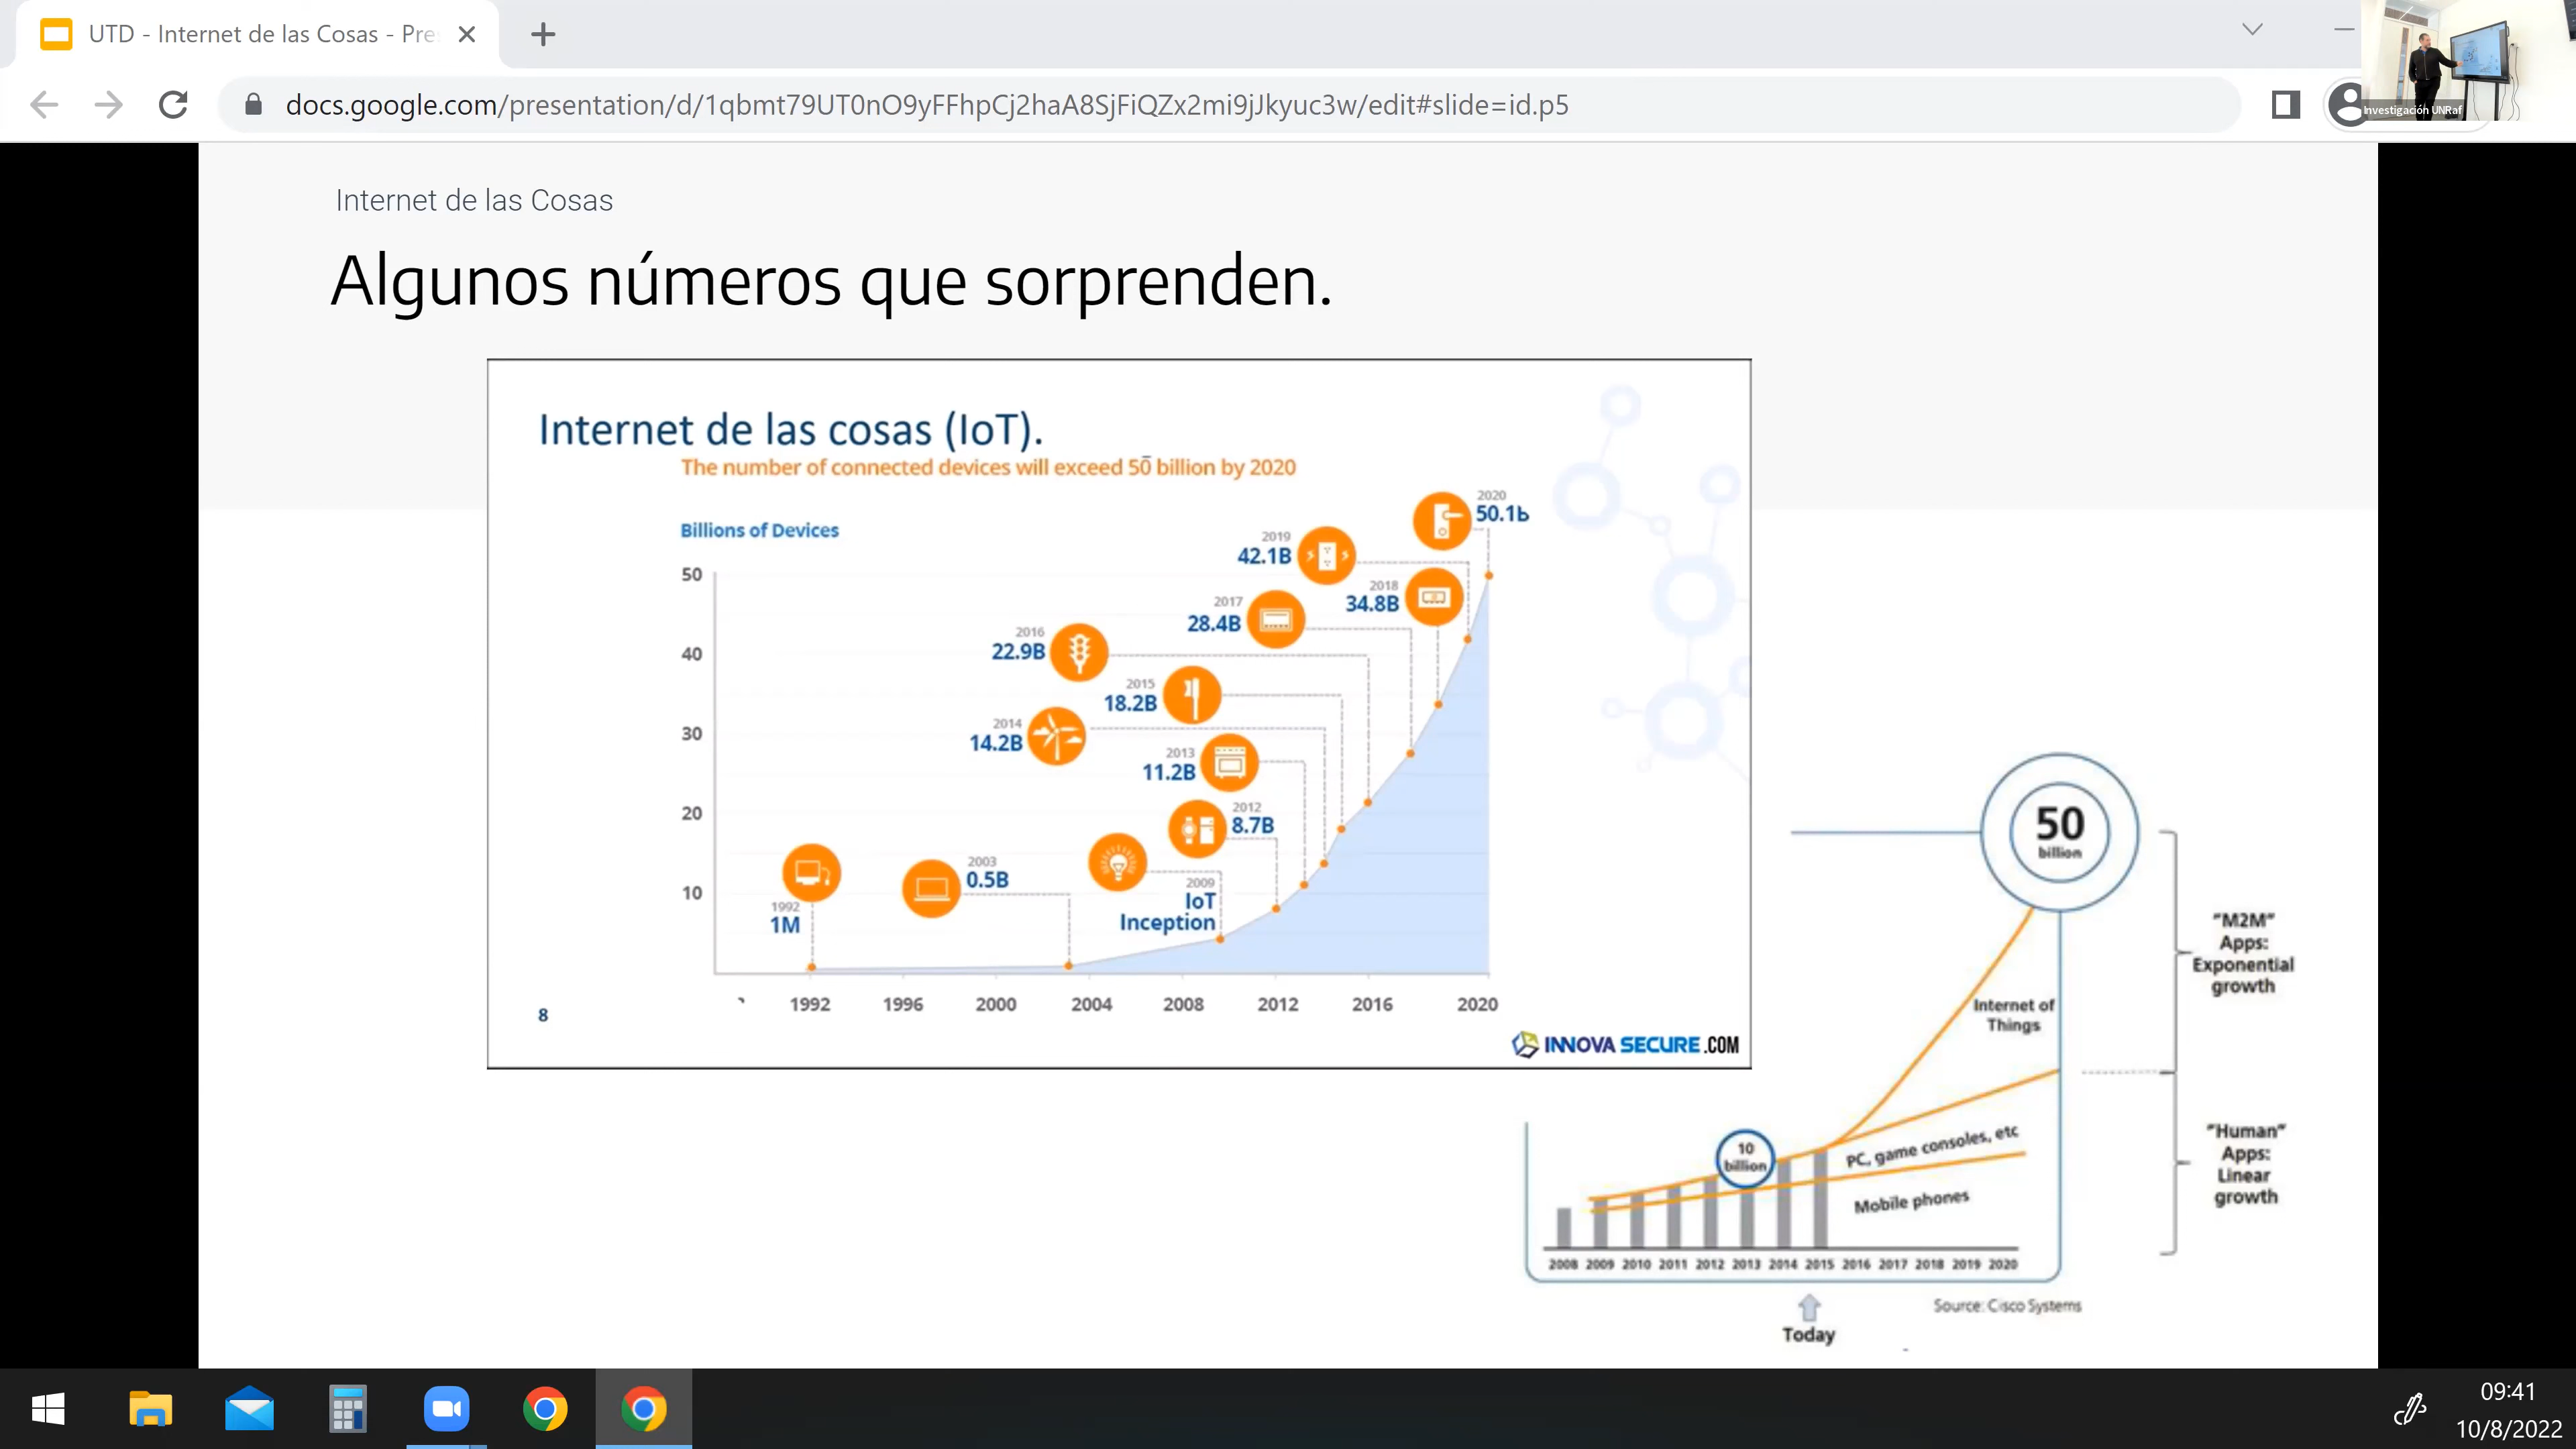 UTD - Internet de las Cosas - Pre
docs.google.com/presentation/d/1qbmt79UT0nO9yFFhpCj2haA8SjFiQZx2mi9jJkyuc3w/edit#slide=id.p5
Investigación UNRaf
Internet de las Cosas
Algunos números que sorprenden.
Internet de las cosas (IoT).
The number of connected devices will exceed 50 billion by 2020
Billions of Devices
50
40
30
20
10
1992
1M
2003
0.5B
2009
IoT
Inception
2012
8.7B
2013
11.2B
2014
14.2B
2015
18.2B
2016
22.9B
2017
28.4B
2018
34.8B
2019
42.1B
2020
50.1b
1992 1996 2000 2004 2008 2012 2016 2020
8
INNOVA SECURE .COM
50
billion
"M2M"
Apps:
Exponential
growth
Internet of
Things
10
billion
PC, game consoles, etc
Mobile phones
"Human"
Apps:
Linear
growth
2008 2009 2010 2011 2012 2013 2014 2015 2016 2017 2018 2019 2020
Source: Cisco Systems
Today
09:41
10/8/2022